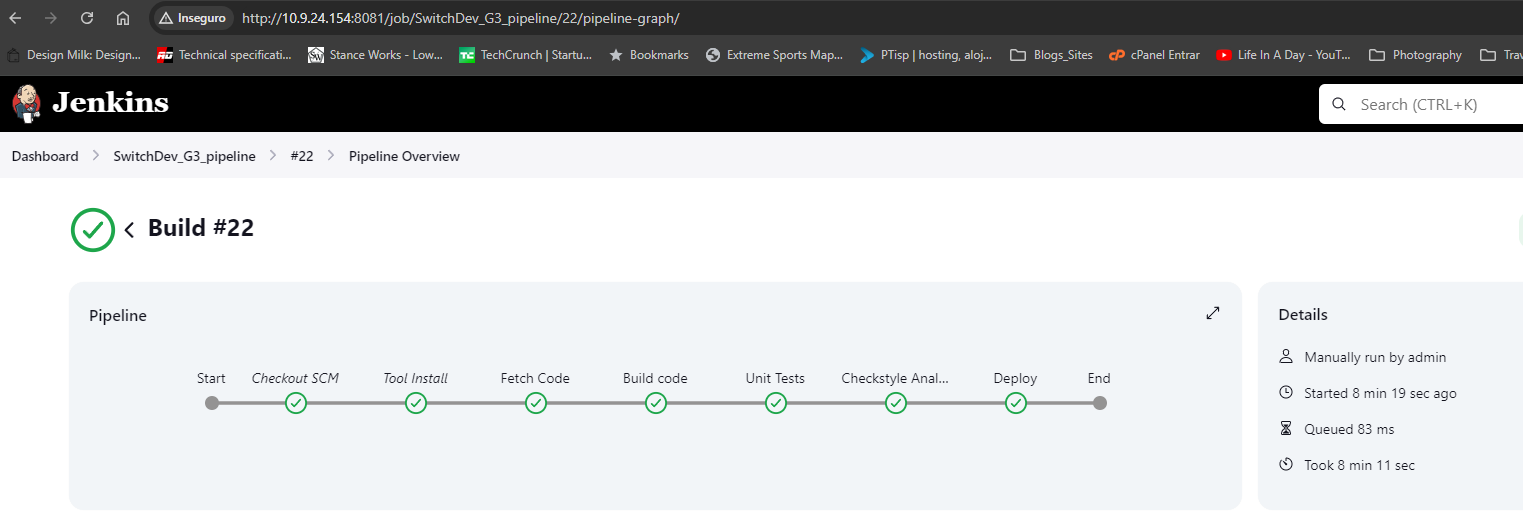 Inseguro http://10.9.24.154:8081/job/SwitchDev_G3_pipeline/22/pipeline-graph/
Design Milk: Design... RD Technical specificati... SW Stance Works - Low... TC TechCrunch | Startu... Bookmarks Extreme Sports Map... PTisp | hosting, aloj... Blogs_Sites cP cPanel Entrar Life In A Day - YouT... Photography Trav
Jenkins Search (CTRL+K)
Dashboard SwitchDev_G3_pipeline #22 Pipeline Overview
Build #22
Pipeline
Start Checkout SCM Tool Install Fetch Code Build code Unit Tests Checkstyle Anal... Deploy End
Details
Manually run by admin
Started 8 min 19 sec ago
Queued 83 ms
Took 8 min 11 sec